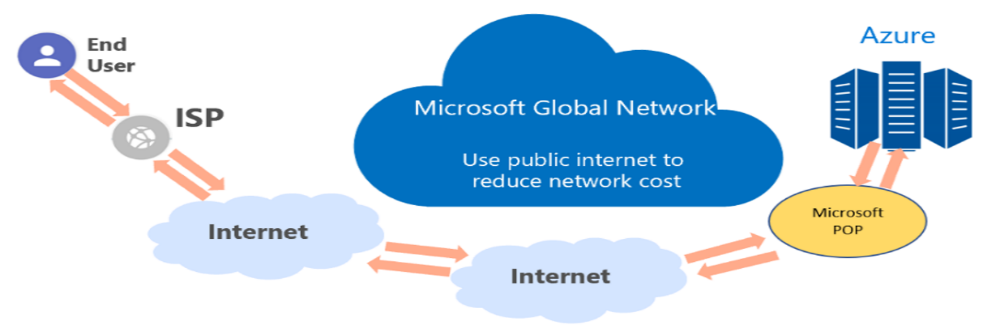 End
User
ISP
Internet
Microsoft Global Network
Use public internet to
reduce network cost
Internet
Azure
Microsoft
POP